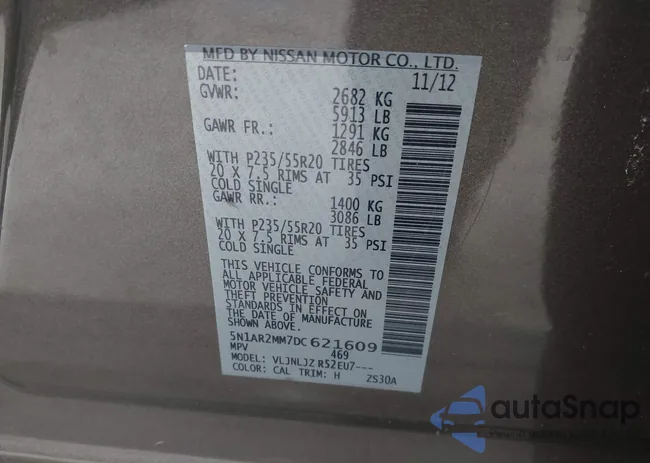 MFD BY NISSAN MOTOR CO., LTD.
DATE: 11/12
GVWR: 2682 KG
5913 LB
GAWR FR.: 1291 KG
2846 LB
WITH P235/55R20 TIRES
20 X 7.5 RIMS AT 35 PSI
COLD SINGLE
GAWR RR.: 1400 KG
3086 LB
WITH P235/55R20 TIRES
20 X 7.5 RIMS AT 35 PSI
COLD SINGLE
THIS VEHICLE CONFORMS TO
ALL APPLICABLE FEDERAL
MOTOR VEHICLE SAFETY AND
THEFT PREVENTION
STANDARDS IN EFFECT ON
THE DATE OF MANUFACTURE
SHOWN ABOVE.
5N1AR2MM7DC621609
MPV 469
MODEL: VLJNLJZ R52EU7---
COLOR: CAL TRIM: H ZS30A
autaSnap